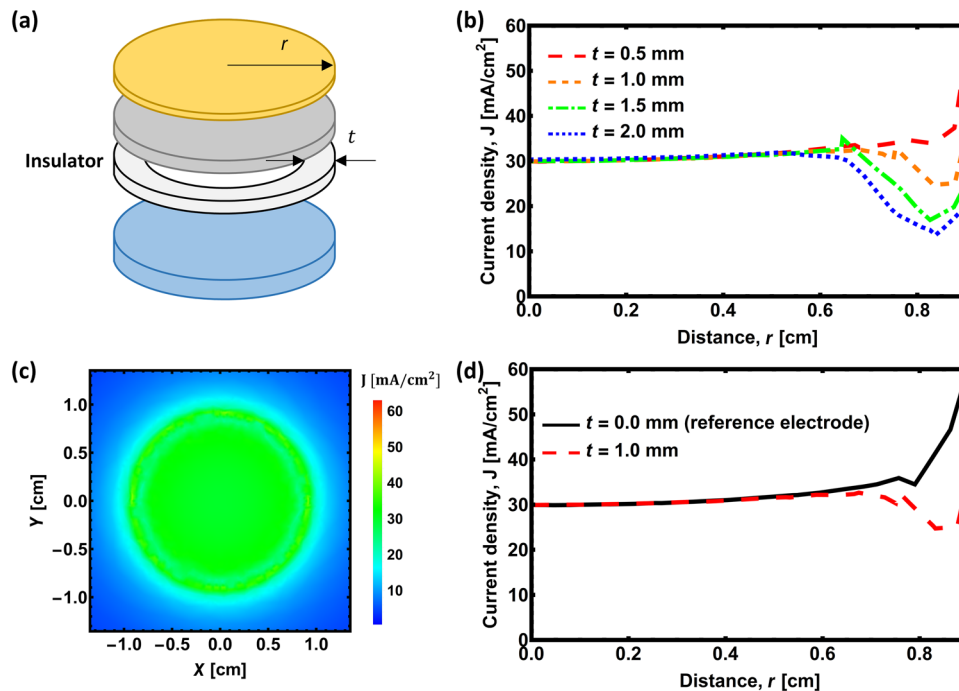 (a)
r
t
Insulator
(b)
Current density, J [mA/cm²]
60
50
40
30
20
10
0
t = 0.5 mm
t = 1.0 mm
t = 1.5 mm
t = 2.0 mm
0.0 0.2 0.4 0.6 0.8
Distance, r [cm]
(c)
J [mA/cm²]
60
50
40
30
20
10
Y [cm]
1.0
0.5
0.0
−0.5
−1.0
−1.0 −0.5 0.0 0.5 1.0
X [cm]
(d)
Current density, J [mA/cm²]
60
50
40
30
20
10
0
t = 0.0 mm (reference electrode)
t = 1.0 mm
0.0 0.2 0.4 0.6 0.8
Distance, r [cm]